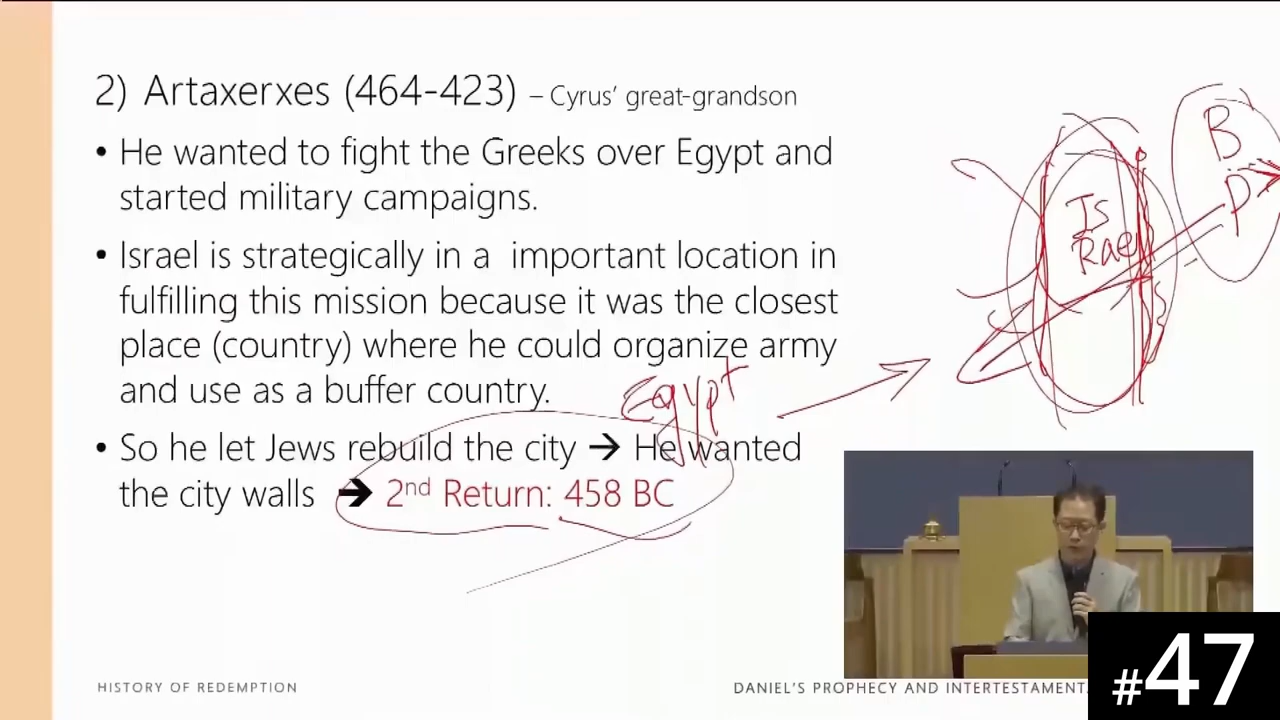 2) Artaxerxes (464-423) – Cyrus' great-grandson
• He wanted to fight the Greeks over Egypt and
started military campaigns.
• Israel is strategically in a important location in
fulfilling this mission because it was the closest
place (country) where he could organize army
and use as a buffer country.
Egypt
• So he let Jews rebuild the city → He wanted
the city walls → 2nd Return: 458 BC
B
P
Is
Rael
HISTORY OF REDEMPTION
DANIEL'S PROPHECY AND INTERTESTAMENT
#47